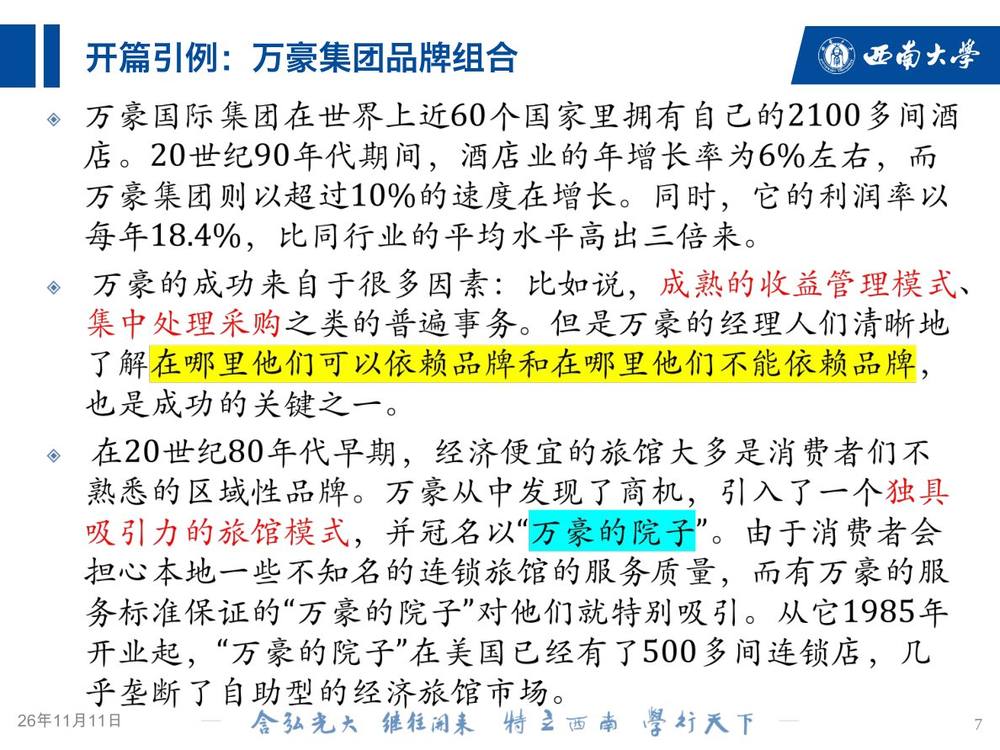 开篇引例：万豪集团品牌组合
西南大学
万豪国际集团在世界上近60个国家里拥有自己的2100多间酒
店。20世纪90年代期间，酒店业的年增长率为6%左右，而
万豪集团则以超过10%的速度在增长。同时，它的利润率以
每年18.4%，比同行业的平均水平高出三倍来。
万豪的成功来自于很多因素：比如说，成熟的收益管理模式、
集中处理采购之类的普遍事务。但是万豪的经理人们清晰地
了解在哪里他们可以依赖品牌和在哪里他们不能依赖品牌，
也是成功的关键之一。
在20世纪80年代早期，经济便宜的旅馆大多是消费者们不
熟悉的区域性品牌。万豪从中发现了商机，引入了一个独具
吸引力的旅馆模式，并冠名以“万豪的院子”。由于消费者会
担心本地一些不知名的连锁旅馆的服务质量，而有万豪的服
务标准保证的“万豪的院子”对他们就特别吸引。从它1985年
开业起，“万豪的院子”在美国已经有了500多间连锁店，几
乎垄断了自助型的经济旅馆市场。
26年11月11日
含弘光大 继往开来 特立西南 学行天下
7